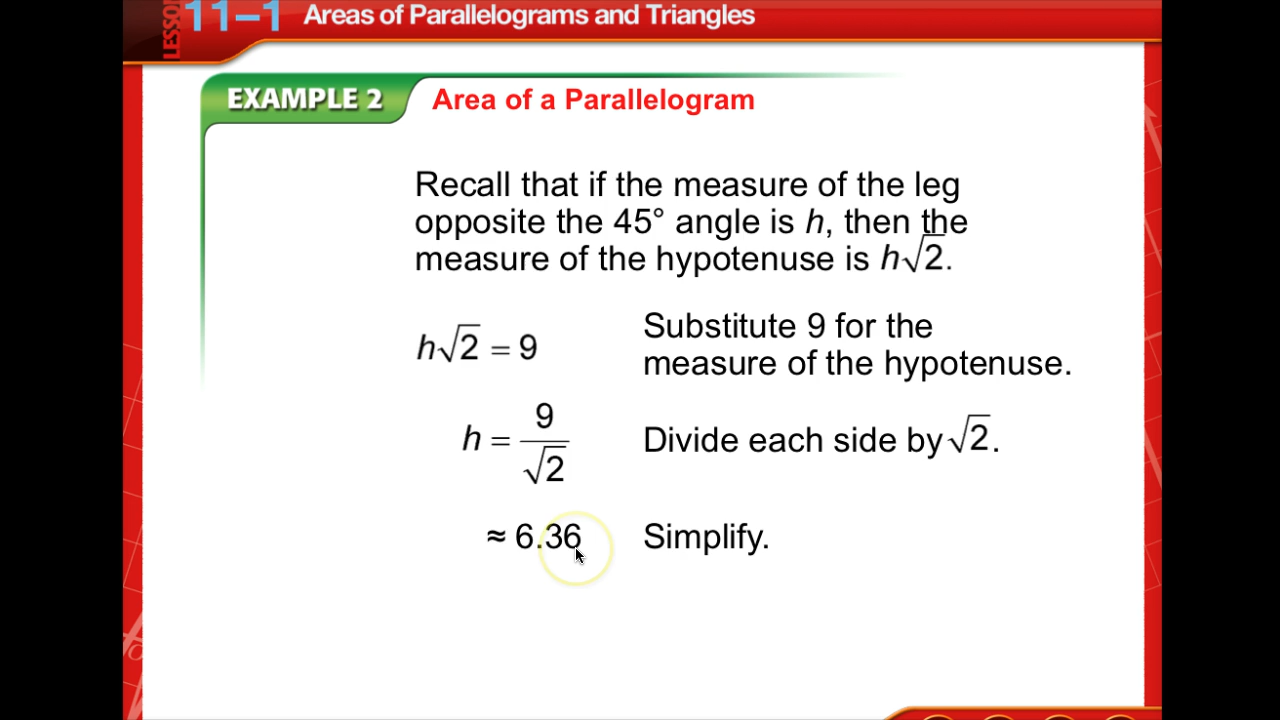 LESSON 11–1 Areas of Parallelograms and Triangles
EXAMPLE 2 Area of a Parallelogram
Recall that if the measure of the leg
opposite the 45° angle is h, then the
measure of the hypotenuse is h√2.
h√2 = 9 Substitute 9 for the
measure of the hypotenuse.
h = 9/√2 Divide each side by √2.
≈ 6.36 Simplify.